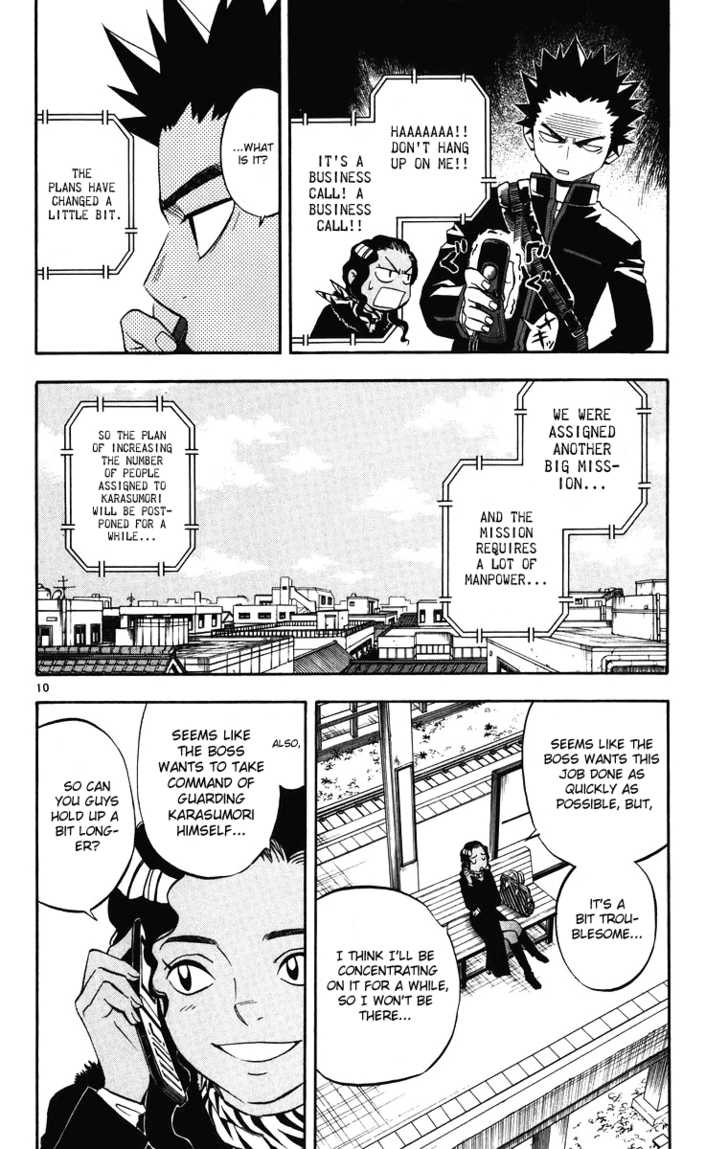 HAAAAAAA!!
DON'T HANG
UP ON ME!!
IT'S A
BUSINESS
CALL! A
BUSINESS
CALL!!
...WHAT
IS IT?
THE
PLANS HAVE
CHANGED A
LITTLE BIT.
WE WERE
ASSIGNED
ANOTHER
BIG MISS-
ION...
AND THE
MISSION
REQUIRES
A LOT OF
MANPOWER...
SO THE PLAN
OF INCREASING
THE NUMBER
OF PEOPLE
ASSIGNED TO
KARASUMORI
WILL BE POST-
PONED FOR A
WHILE...
10
SEEMS LIKE THE
BOSS WANTS THIS
JOB DONE AS
QUICKLY AS
POSSIBLE, BUT,
IT'S A
BIT TROU-
BLESOME...
I THINK I'LL BE
CONCENTRATING
ON IT FOR A WHILE,
SO I WON'T BE
THERE...
ALSO,
SEEMS LIKE
THE BOSS
WANTS TO TAKE
COMMAND OF
GUARDING
KARASUMORI
HIMSELF...
SO CAN
YOU GUYS
HOLD UP A
BIT LONG-
ER?